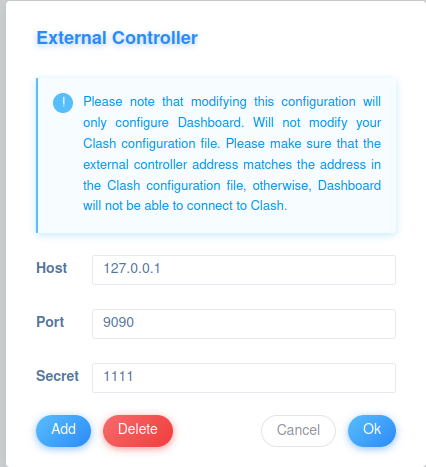 External Controller
!
Please note that modifying this configuration will
only configure Dashboard. Will not modify your
Clash configuration file. Please make sure that the
external controller address matches the address in
the Clash configuration file, otherwise, Dashboard
will not be able to connect to Clash.
Host 127.0.0.1
Port 9090
Secret 1111
Add Delete Cancel Ok